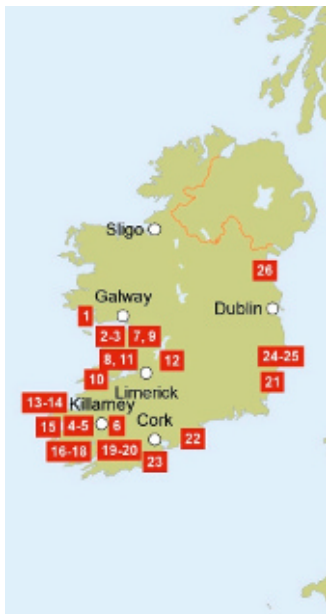 Sligo
26
Galway
1
Dublin
2-3 7, 9
8, 11 12
24-25
10
Limerick
21
13-14
Killarney
15 4-5 6 Cork
22
16-18 19-20
23